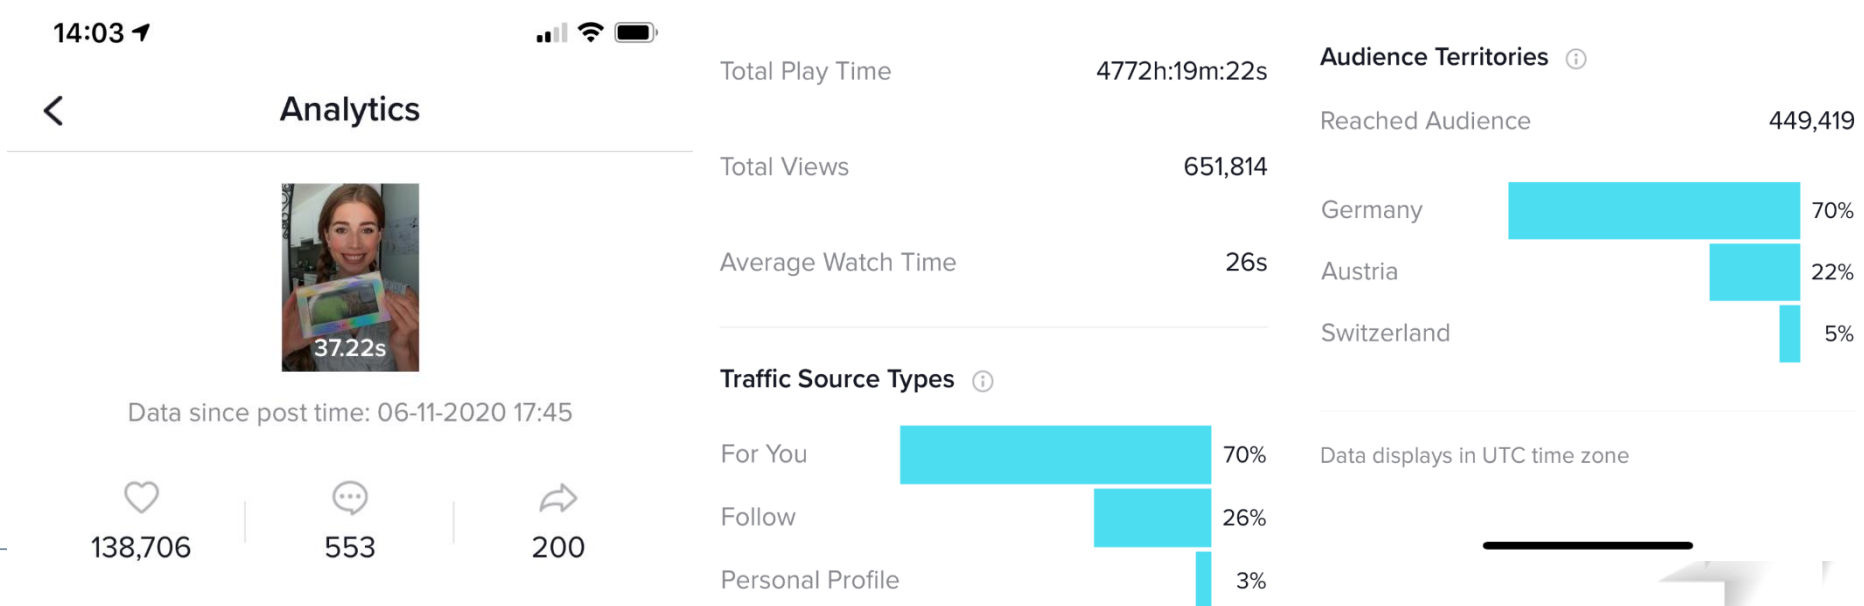 14:03
Analytics
37.22s
Data since post time: 06-11-2020 17:45
138,706 553 200
Total Play Time 4772h:19m:22s
Total Views 651,814
Average Watch Time 26s
Traffic Source Types
For You 70%
Follow 26%
Personal Profile 3%
Audience Territories
Reached Audience 449,419
Germany 70%
Austria 22%
Switzerland 5%
Data displays in UTC time zone